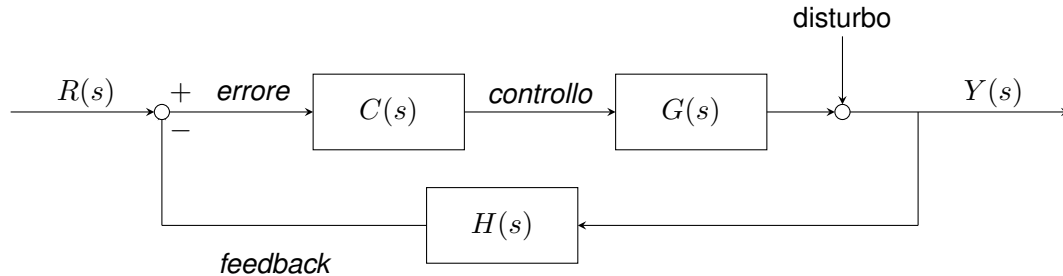 disturbo
R(s) + errore C(s) controllo G(s) Y(s)
−
H(s)
feedback